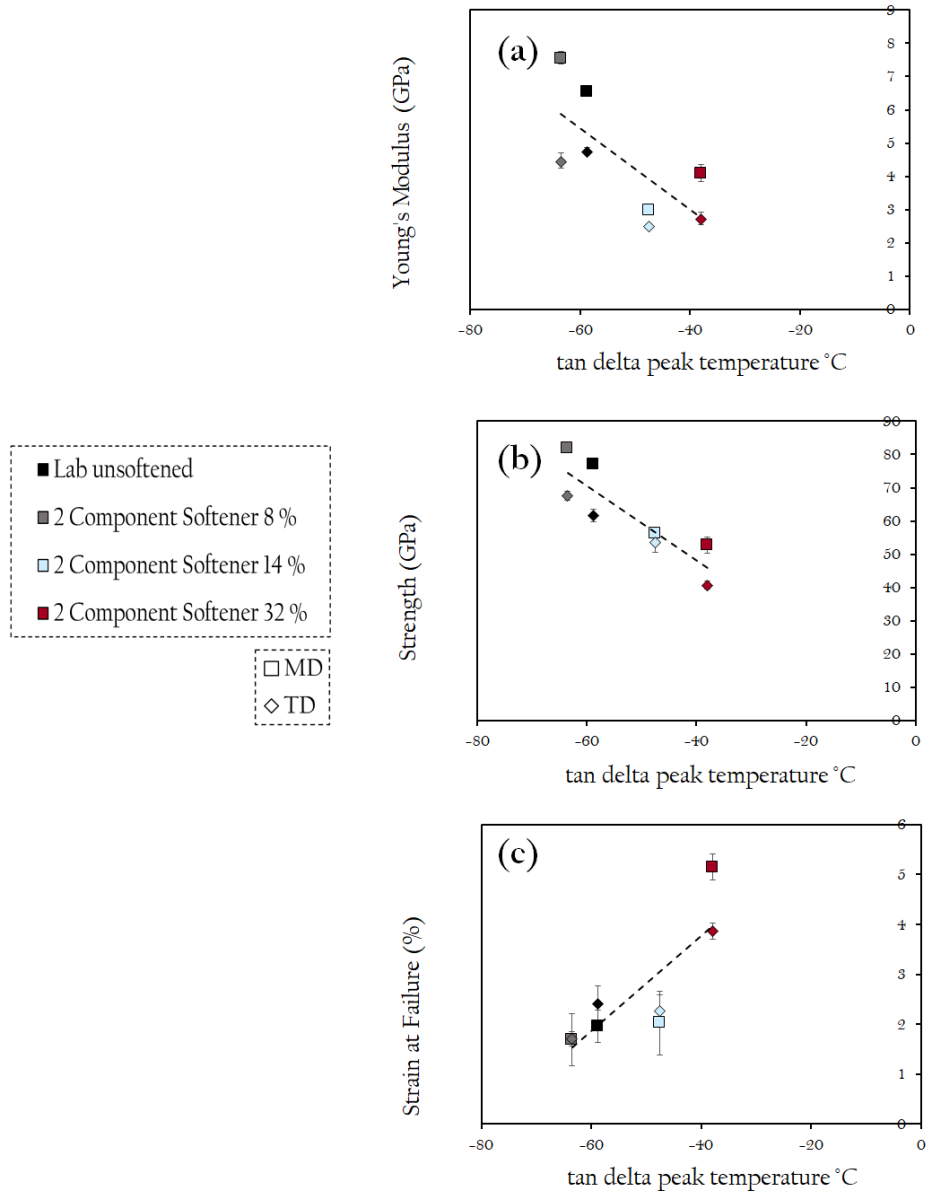 (a)
Young's Modulus (GPa)
9
8
7
6
5
4
3
2
1
0
-80 -60 -40 -20 0
tan delta peak temperature °C
Lab unsoftened
2 Component Softener 8 %
2 Component Softener 14 %
2 Component Softener 32 %
MD
TD
(b)
Strength (GPa)
90
80
70
60
50
40
30
20
10
0
-80 -60 -40 -20 0
tan delta peak temperature °C
(c)
Strain at Failure (%)
6
5
4
3
2
1
0
-80 -60 -40 -20 0
tan delta peak temperature °C